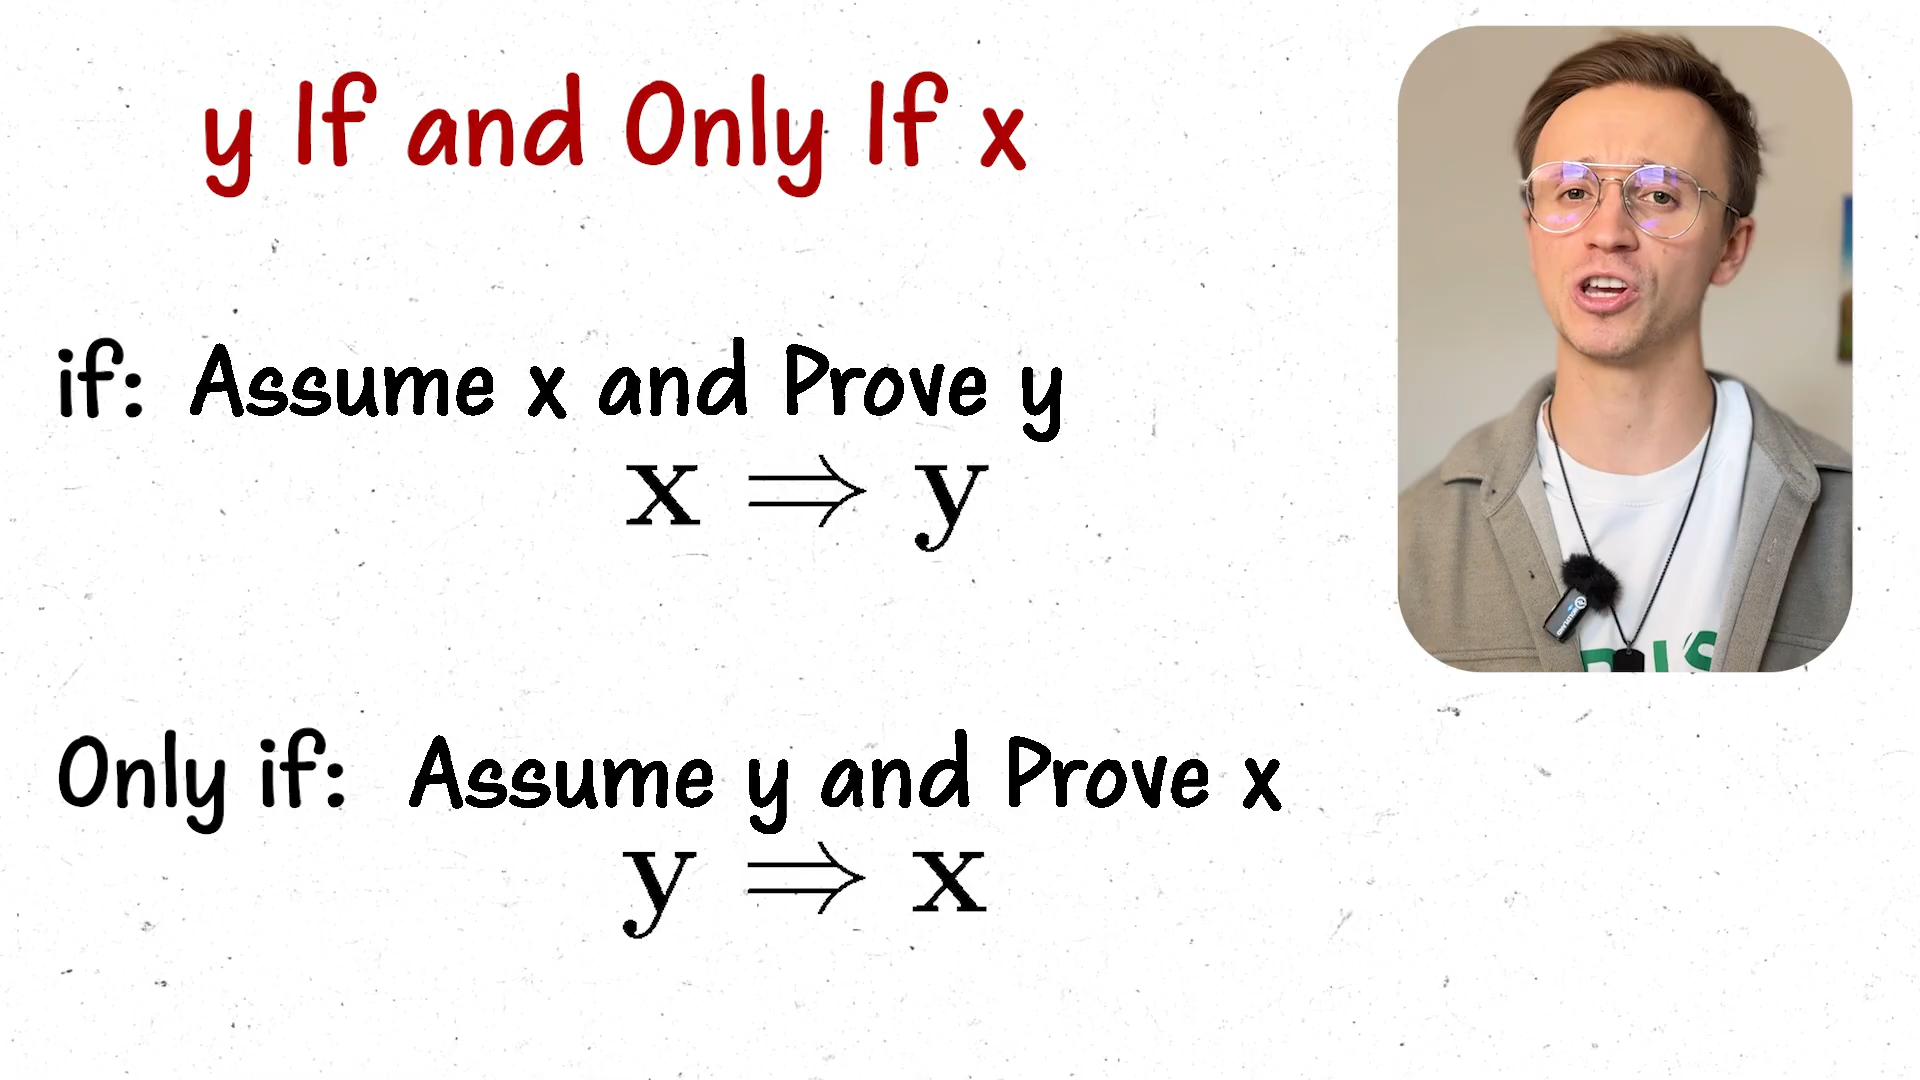 y If and Only If x
if: Assume x and Prove y
x ⟹ y
Only if: Assume y and Prove x
y ⟹ x